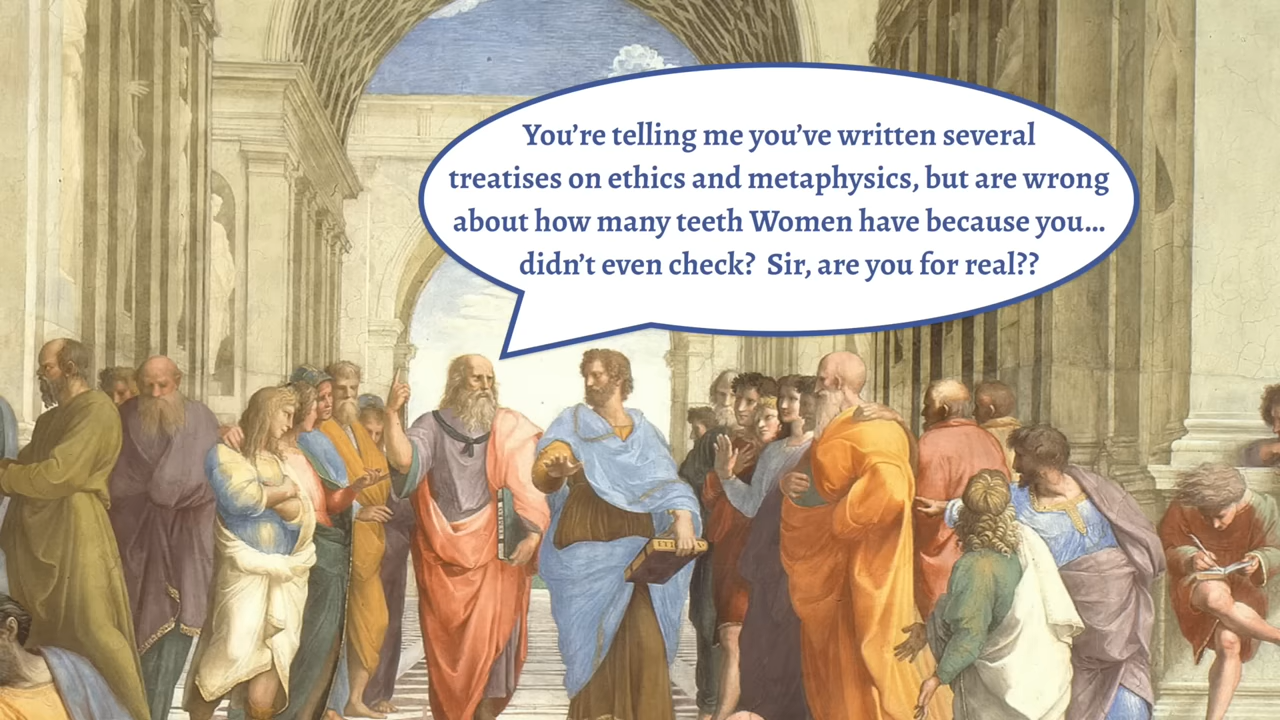 You’re telling me you’ve written several
treatises on ethics and metaphysics, but are wrong
about how many teeth Women have because you...
didn’t even check?  Sir, are you for real??